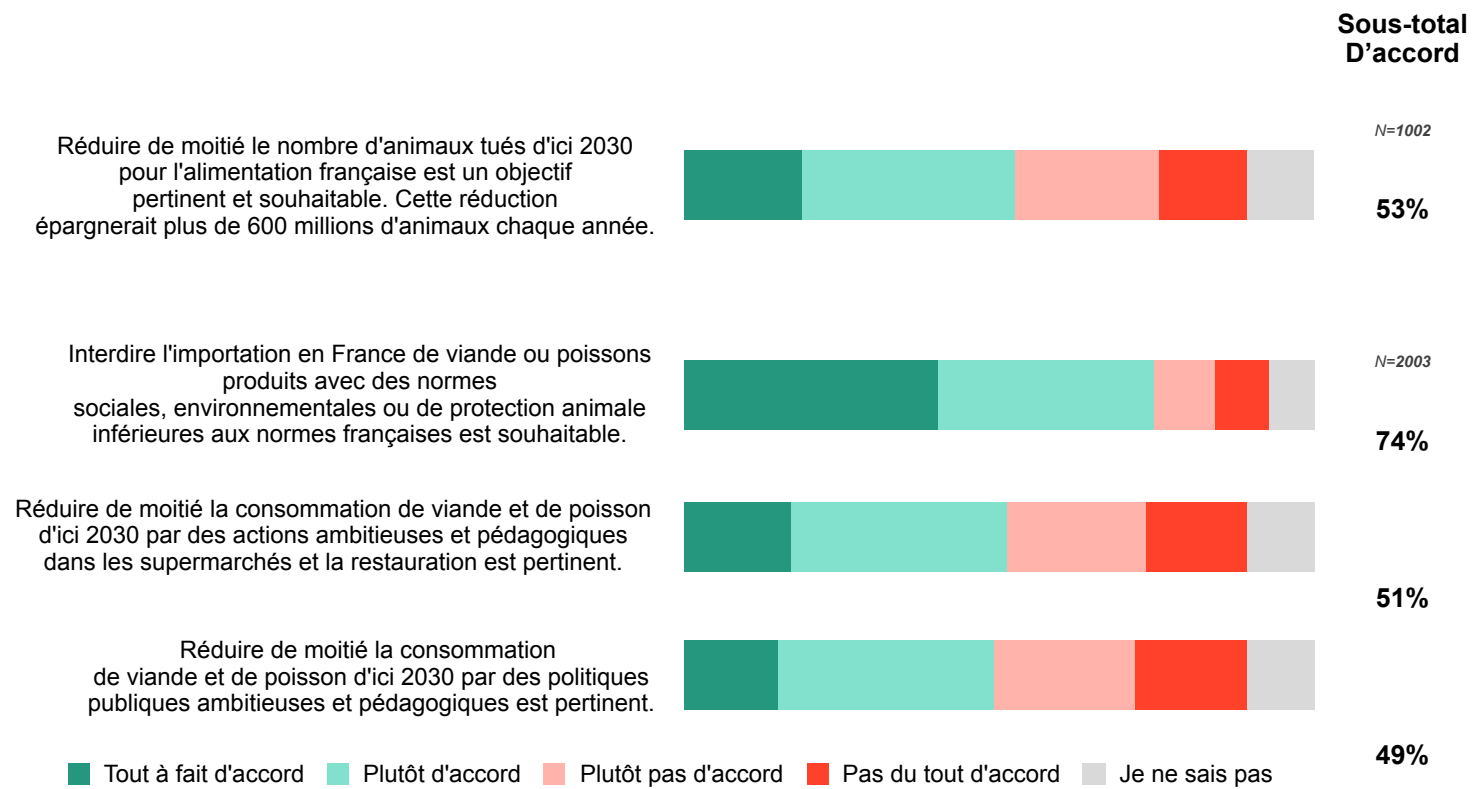 Sous-total
D’accord
Réduire de moitié le nombre d'animaux tués d'ici 2030
pour l'alimentation française est un objectif
pertinent et souhaitable. Cette réduction
épargnerait plus de 600 millions d'animaux chaque année.
N=1002
53%
Interdire l'importation en France de viande ou poissons
produits avec des normes
sociales, environnementales ou de protection animale
inférieures aux normes françaises est souhaitable.
N=2003
74%
Réduire de moitié la consommation de viande et de poisson
d'ici 2030 par des actions ambitieuses et pédagogiques
dans les supermarchés et la restauration est pertinent.
51%
Réduire de moitié la consommation
de viande et de poisson d'ici 2030 par des politiques
publiques ambitieuses et pédagogiques est pertinent.
49%
Tout à fait d'accord Plutôt d'accord Plutôt pas d'accord Pas du tout d'accord Je ne sais pas